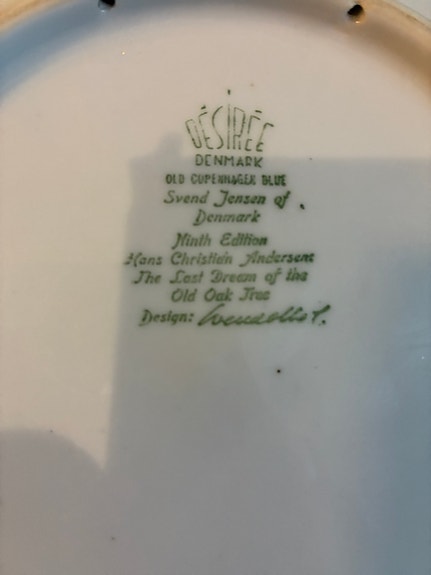 DÉSIRÉE
DENMARK
OLD COPENHAGEN BLUE
Svend Jensen of
Denmark
Ninth Edition
Hans Christian Andersens
The Last Dream of the
Old Oak Tree
Design: